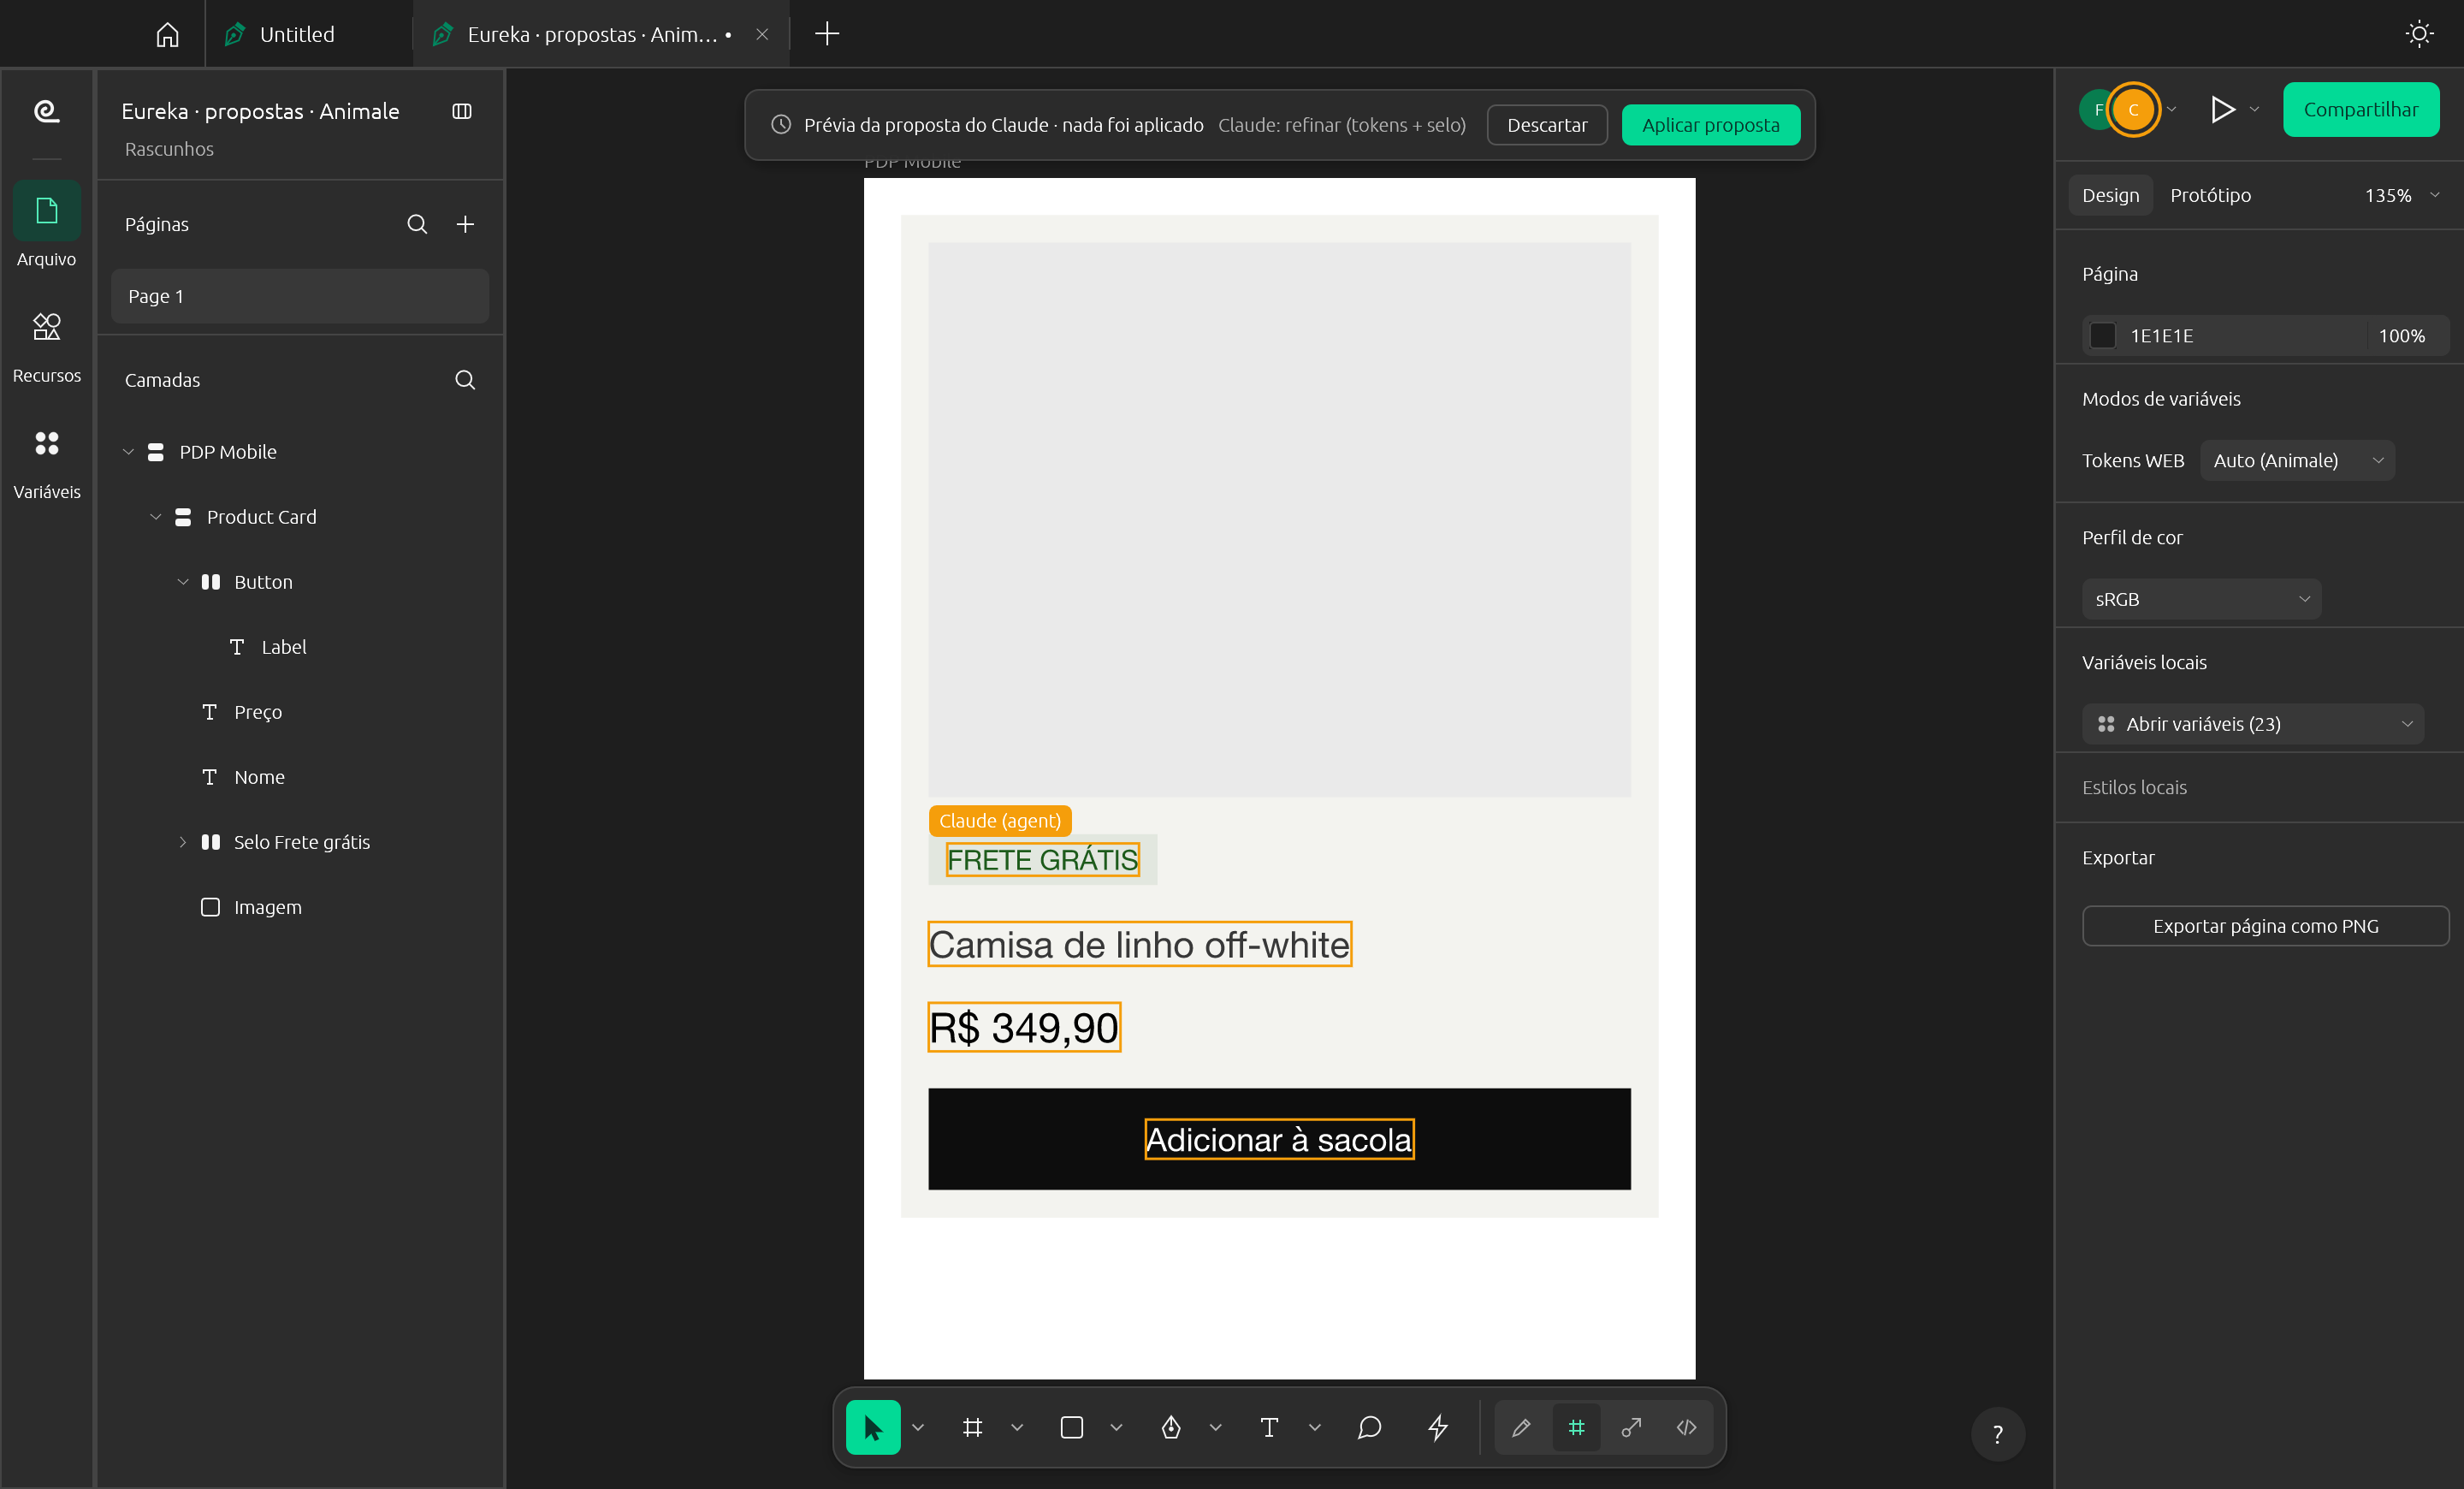 Untitled
Eureka · propostas · Anim… •
Eureka · propostas · Animale
Rascunhos
Arquivo
Recursos
Variáveis
Páginas
Page 1
Camadas
PDP Mobile
Product Card
Button
Label
Preço
Nome
Selo Frete grátis
Imagem
Prévia da proposta do Claude · nada foi aplicado
Claude: refinar (tokens + selo)
Descartar
Aplicar proposta
PDP Mobile
Claude (agent)
FRETE GRÁTIS
Camisa de linho off-white
R$ 349,90
Adicionar à sacola
F
C
Compartilhar
Design
Protótipo
135%
Página
1E1E1E
100%
Modos de variáveis
Tokens WEB
Auto (Animale)
Perfil de cor
sRGB
Variáveis locais
Abrir variáveis (23)
Estilos locais
Exportar
Exportar página como PNG
?